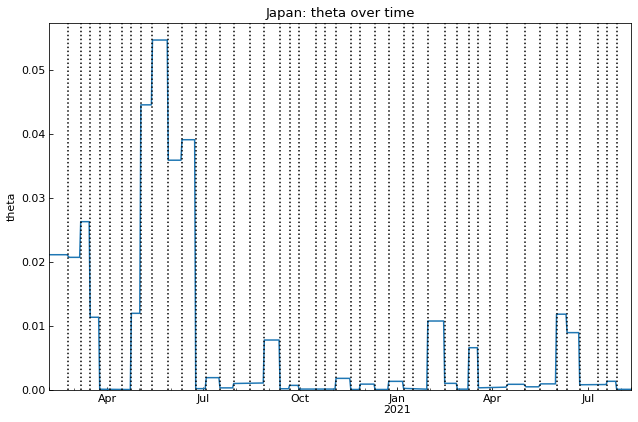 Japan: theta over time
theta
0.05
0.04
0.03
0.02
0.01
0.00
Apr
Jul
Oct
Jan
2021
Apr
Jul